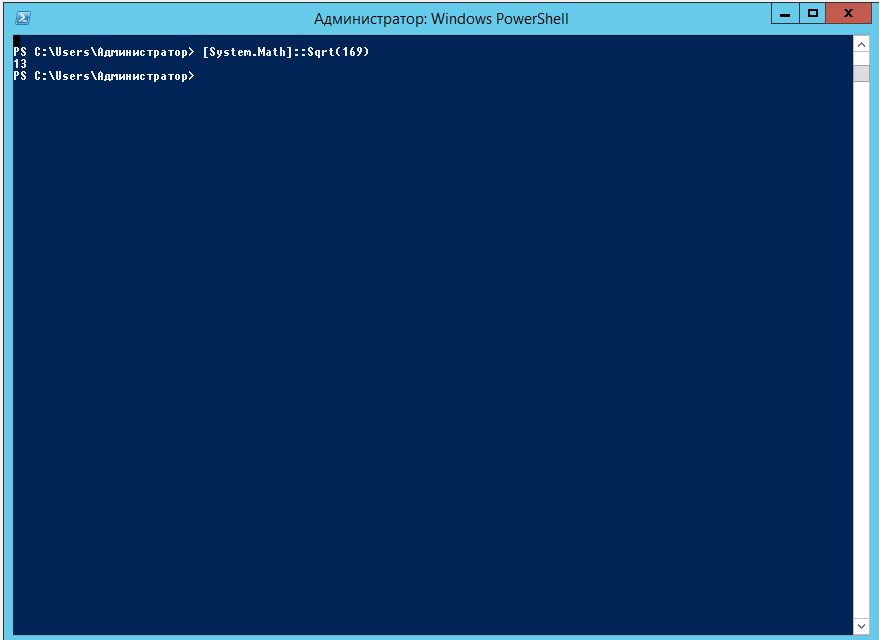 Администратор: Windows PowerShell
PS C:\Users\Администратор> [System.Math]::Sqrt(169)
13
PS C:\Users\Администратор>